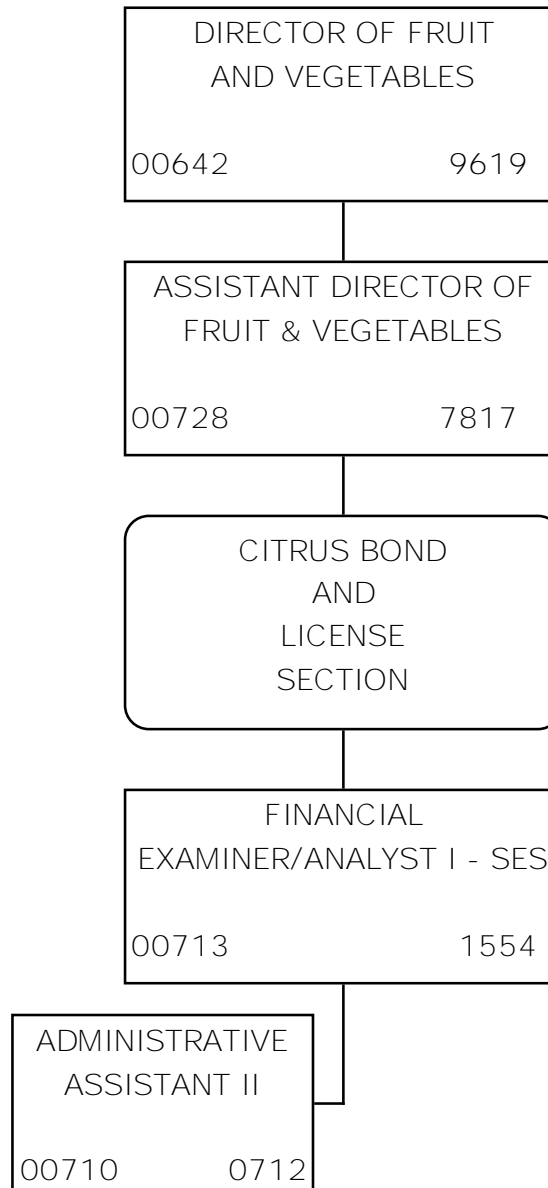 DIRECTOR OF FRUIT
AND VEGETABLES
00642 9619
ASSISTANT DIRECTOR OF
FRUIT & VEGETABLES
00728 7817
CITRUS BOND
AND
LICENSE
SECTION
FINANCIAL
EXAMINER/ANALYST I - SES
00713 1554
ADMINISTRATIVE
ASSISTANT II
00710 0712